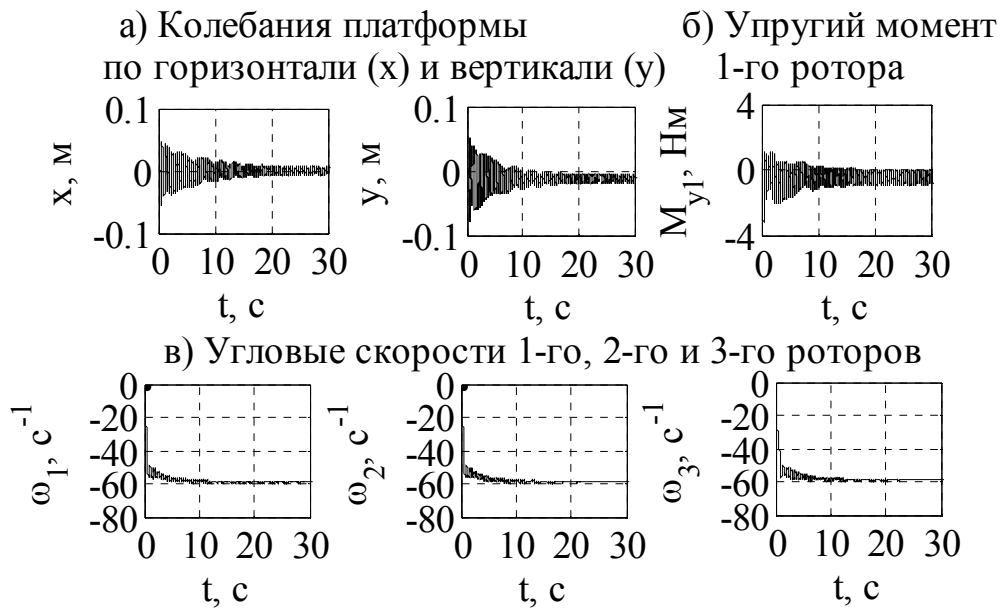 а) Колебания платформы
по горизонтали (x) и вертикали (y)
б) Упругий момент
1-го ротора
x, м
0.1
0
-0.1
0 10 20 30
t, с
y, м
0.1
0
-0.1
0 10 20 30
t, с
Mу1, Нм
4
0
-4
0 10 20 30
t, с
в) Угловые скорости 1-го, 2-го и 3-го роторов
ω1, с-1
0
-20
-40
-60
-80
0 10 20 30
t, с
ω2, с-1
0
-20
-40
-60
-80
0 10 20 30
t, с
ω3, с-1
0
-20
-40
-60
-80
0 10 20 30
t, с